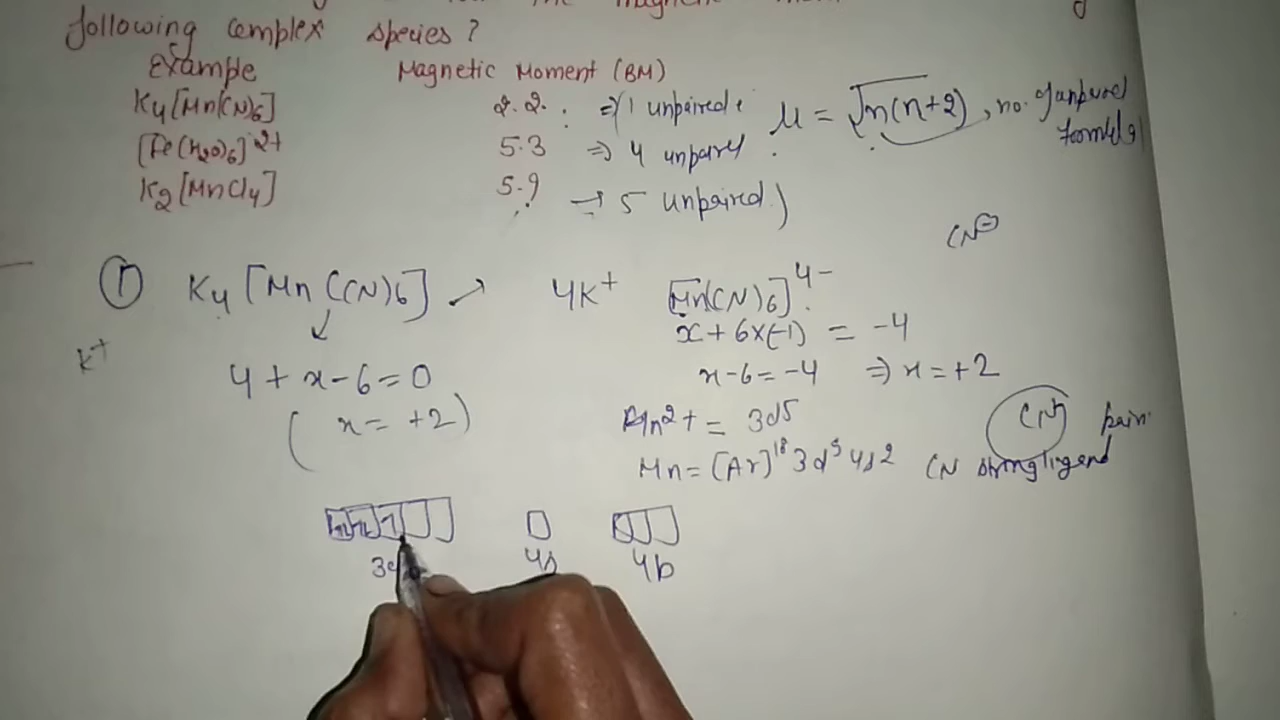 following complex species?
Example Magnetic Moment (BM)
K4[Mn(CN)6] 2.2. => (1 unpaired e μ = √n(n+2), no. of unpaired
[Fe(H2O)6]2+ 5.3 => 4 unpaired
K2[MnCl4] 5.9 → 5 unpaired)
CN⊖
① K4[Mn(CN)6] → 4K+ [Mn(CN)6]4-
x + 6×(-1) = -4
K+
4 + x - 6 = 0 x - 6 = -4 => x = +2
(x = +2) Mn2+ = 3d5 CN pair
Mn = [Ar]18 3d5 4s2 CN strong ligend
3d 4s 4p